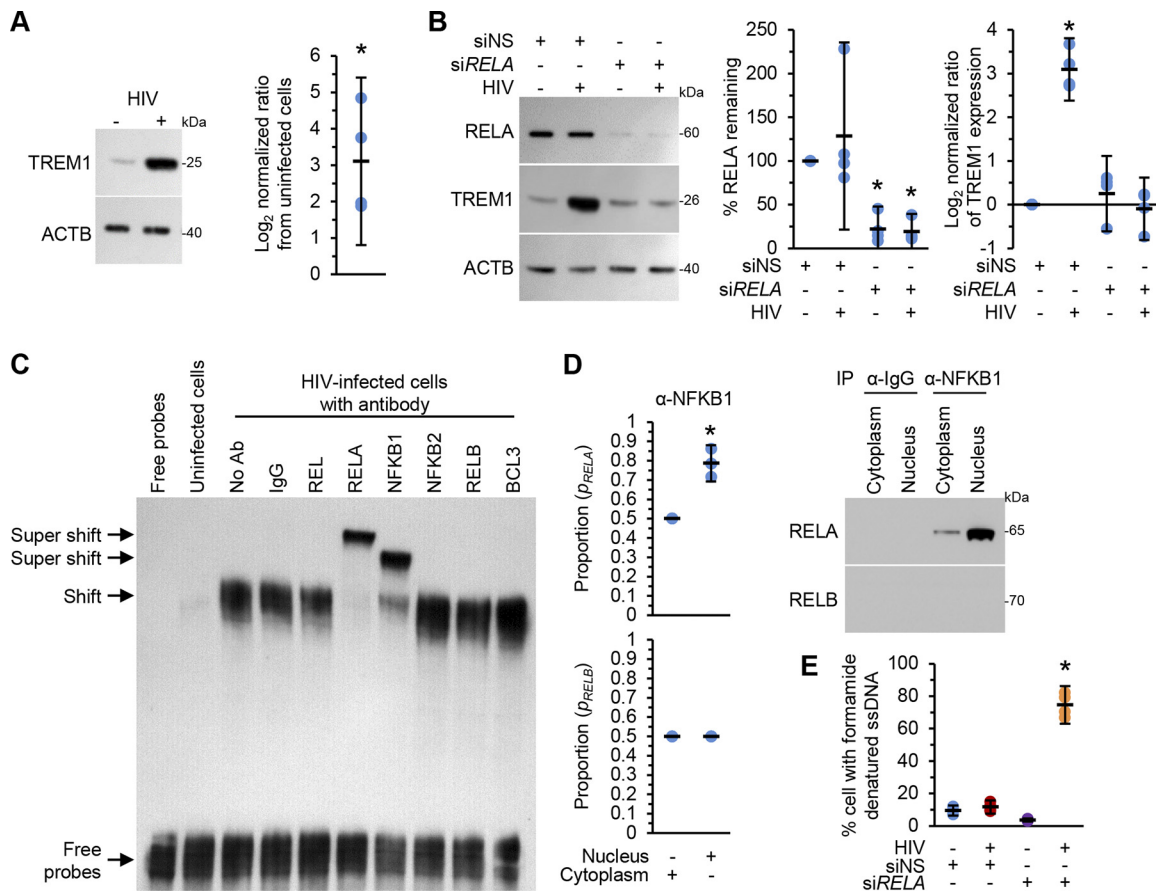 A
HIV
- + kDa
TREM1 -25
ACTB -40
Log2 normalized ratio
from uninfected cells
6
5
4
3
2
1
0
*
B
siNS + + - -
siRELA - - + +
HIV - + - +
kDa
RELA -60
TREM1 -26
ACTB -40
% RELA remaining
250
200
150
100
50
0
* *
siNS + + - -
siRELA - - + +
HIV - + - +
Log2 normalized ratio
of TREM1 expression
4
3
2
1
0
-1
*
siNS + + - -
siRELA - - + +
HIV - + - +
C
HIV-infected cells
with antibody
Free probes
Uninfected cells
No Ab
IgG
REL
RELA
NFKB1
NFKB2
RELB
BCL3
Super shift
Super shift
Shift
Free
probes
D
α-NFKB1
Proportion (pRELA)
1
0.9
0.8
0.7
0.6
0.5
0.4
0.3
0.2
0.1
0
*
Proportion (pRELB)
1
0.9
0.8
0.7
0.6
0.5
0.4
0.3
0.2
0.1
0
Nucleus - +
Cytoplasm + -
IP α-IgG α-NFKB1
Cytoplasm
Nucleus
Cytoplasm
Nucleus
kDa
RELA -65
RELB -70
E
% cell with formamide
denatured ssDNA
100
80
60
40
20
0
*
HIV - + - +
siNS + + - -
siRELA - - + +